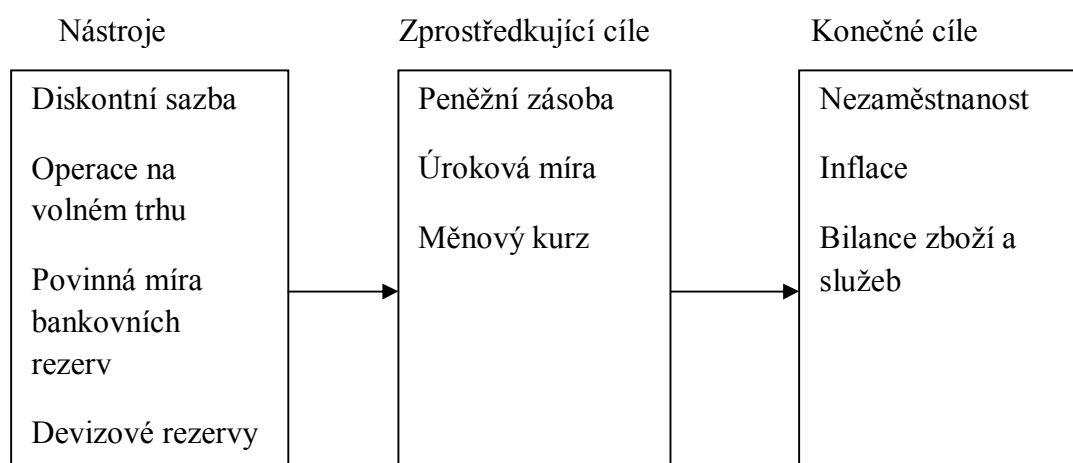 Nástroje
Zprostředkující cíle
Konečné cíle
Diskontní sazba
Operace na
volném trhu
Povinná míra
bankovních
rezerv
Devizové rezervy
Peněžní zásoba
Úroková míra
Měnový kurz
Nezaměstnanost
Inflace
Bilance zboží a
služeb